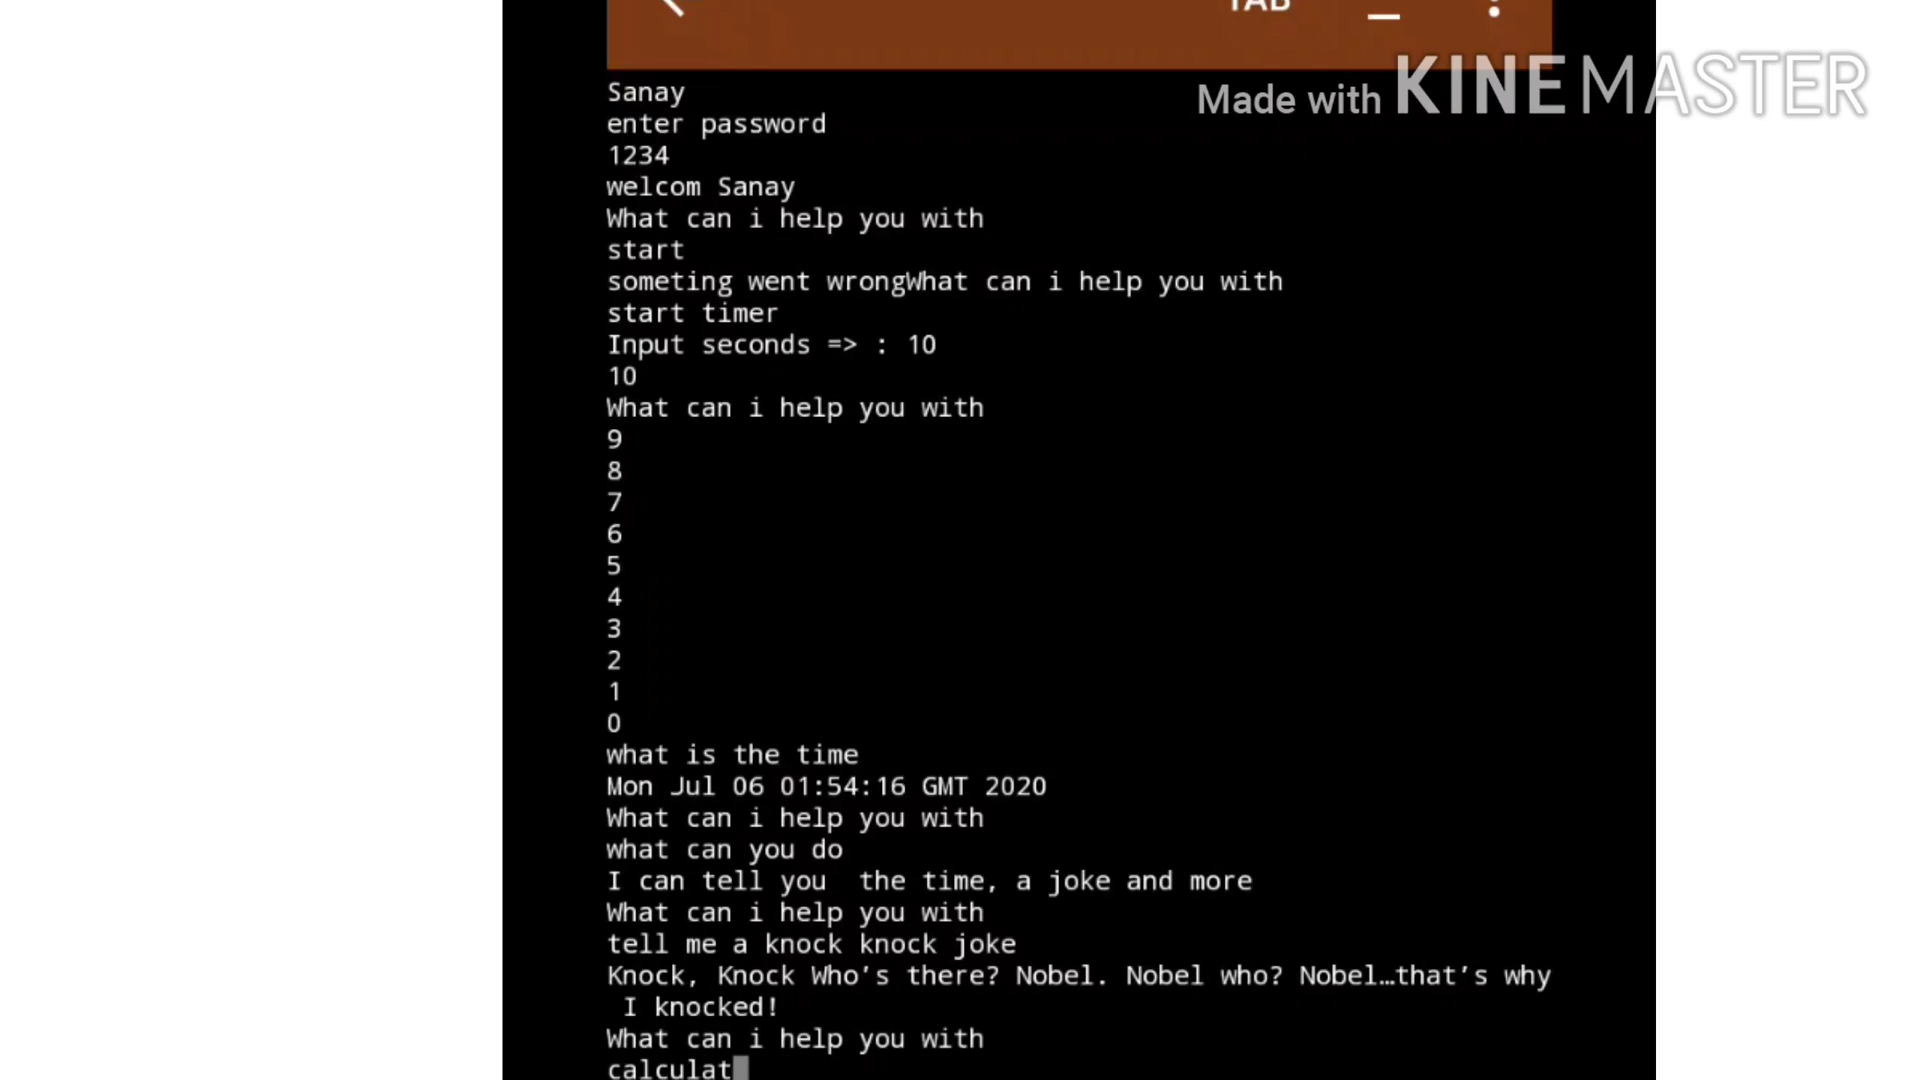 TAB
Made with KINEMASTER
Sanay
enter password
1234
welcom Sanay
What can i help you with
start
someting went wrongWhat can i help you with
start timer
Input seconds => : 10
10
What can i help you with
9
8
7
6
5
4
3
2
1
0
what is the time
Mon Jul 06 01:54:16 GMT 2020
What can i help you with
what can you do
I can tell you  the time, a joke and more
What can i help you with
tell me a knock knock joke
Knock, Knock Who’s there? Nobel. Nobel who? Nobel…that’s why
I knocked!
What can i help you with
calculat